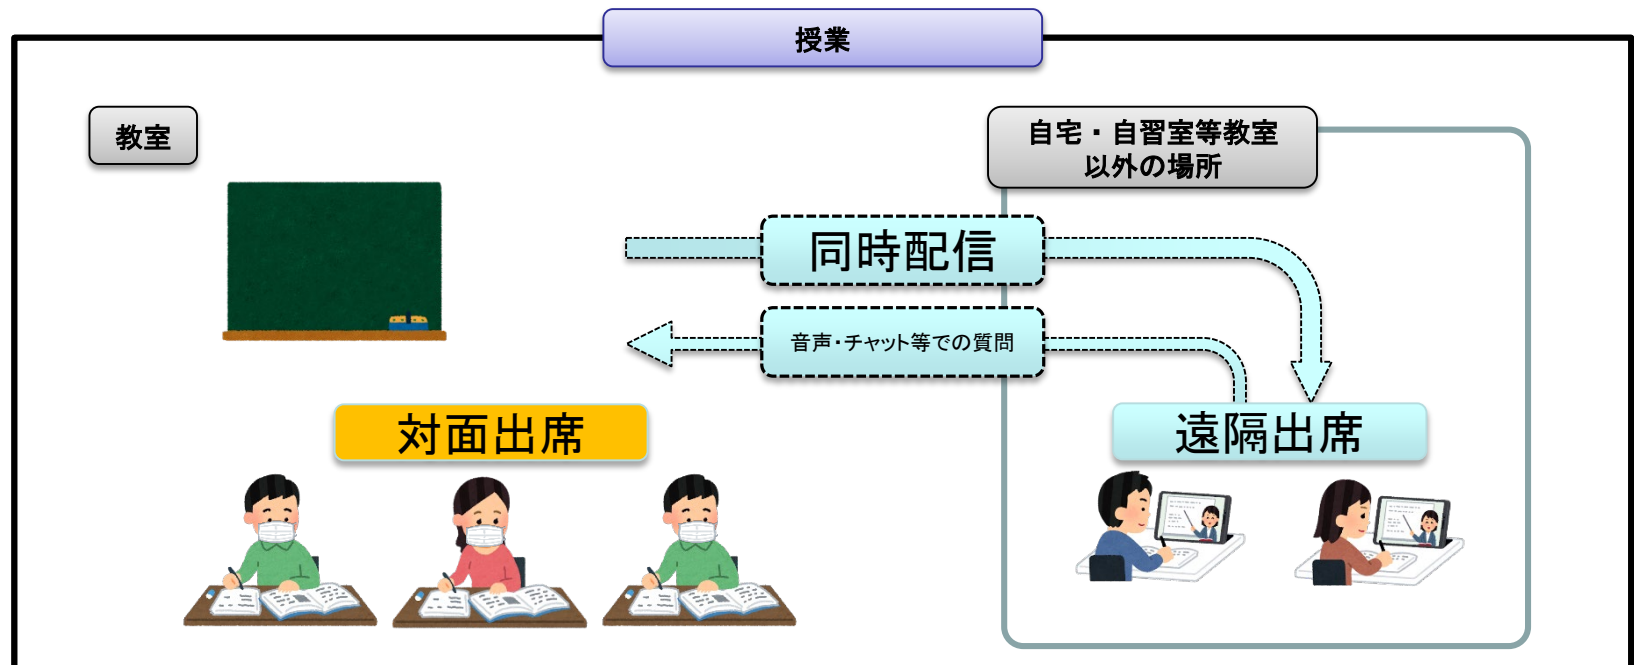 授業
教室
自宅・自習室等教室
以外の場所
同時配信
音声・チャット等での質問
対面出席
遠隔出席